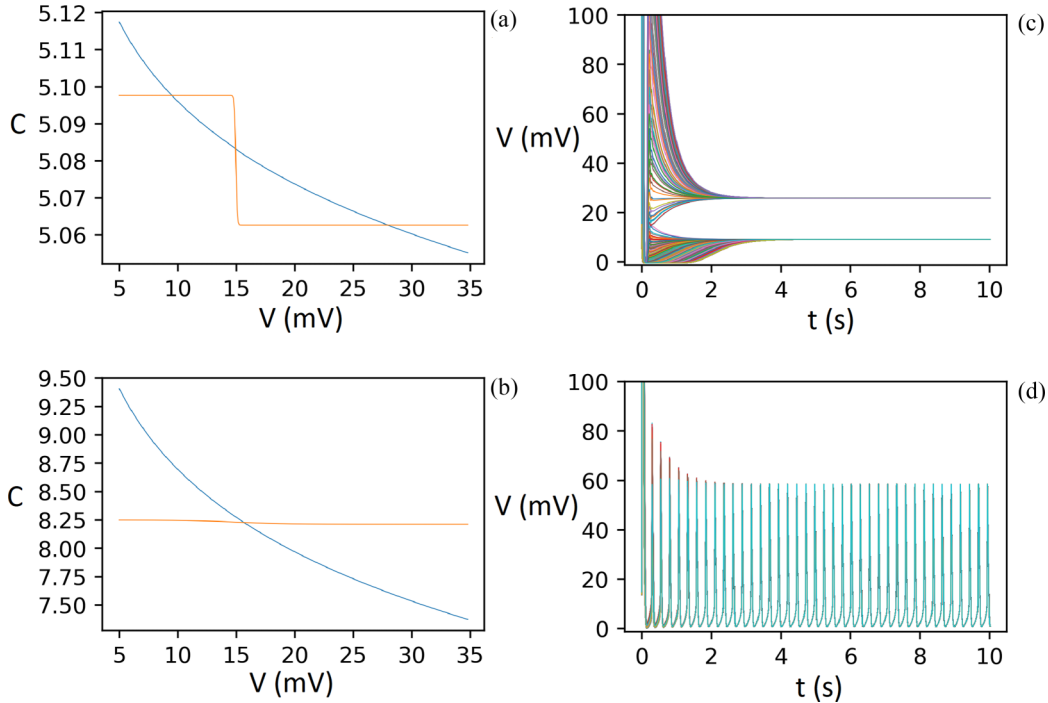 (a)
5.12
5.11
5.10
5.09
5.08
5.07
5.06
C
5 10 15 20 25 30 35
V (mV)
(c)
100
80
60
40
20
0
V (mV)
0 2 4 6 8 10
t (s)
(b)
9.50
9.25
9.00
8.75
8.50
8.25
8.00
7.75
7.50
C
5 10 15 20 25 30 35
V (mV)
(d)
100
80
60
40
20
0
V (mV)
0 2 4 6 8 10
t (s)